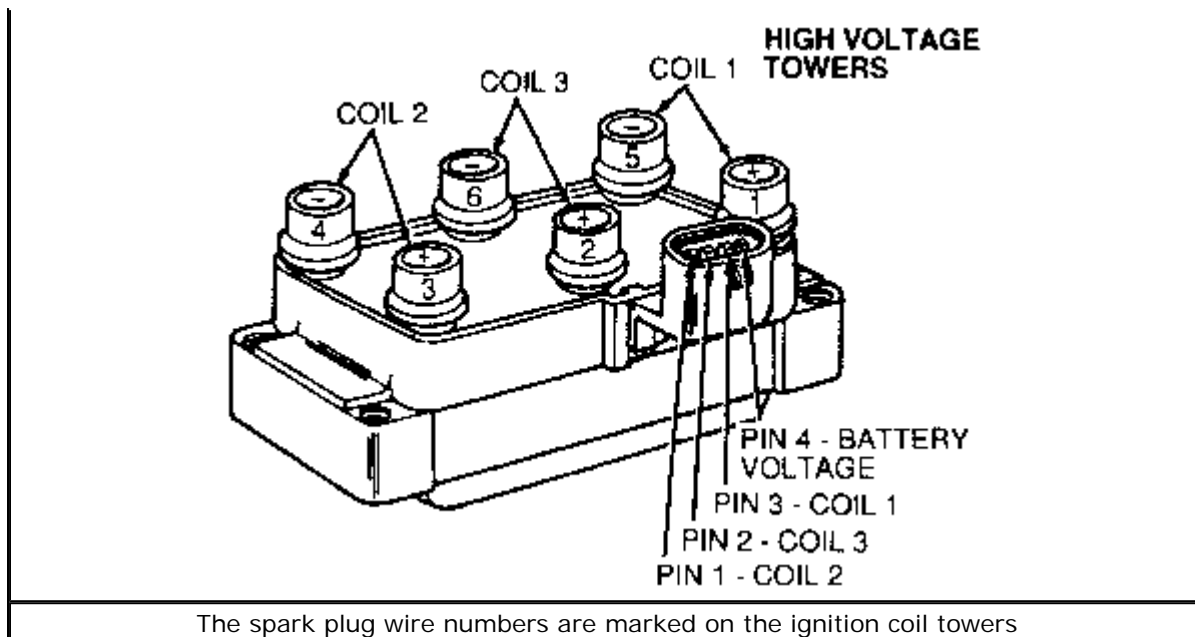 HIGH VOLTAGE
TOWERS
COIL 1
COIL 3
COIL 2
-
5
+
1
-
6
+
2
-
4
+
3
PIN 4 - BATTERY
VOLTAGE
PIN 3 - COIL 1
PIN 2 - COIL 3
PIN 1 - COIL 2
The spark plug wire numbers are marked on the ignition coil towers